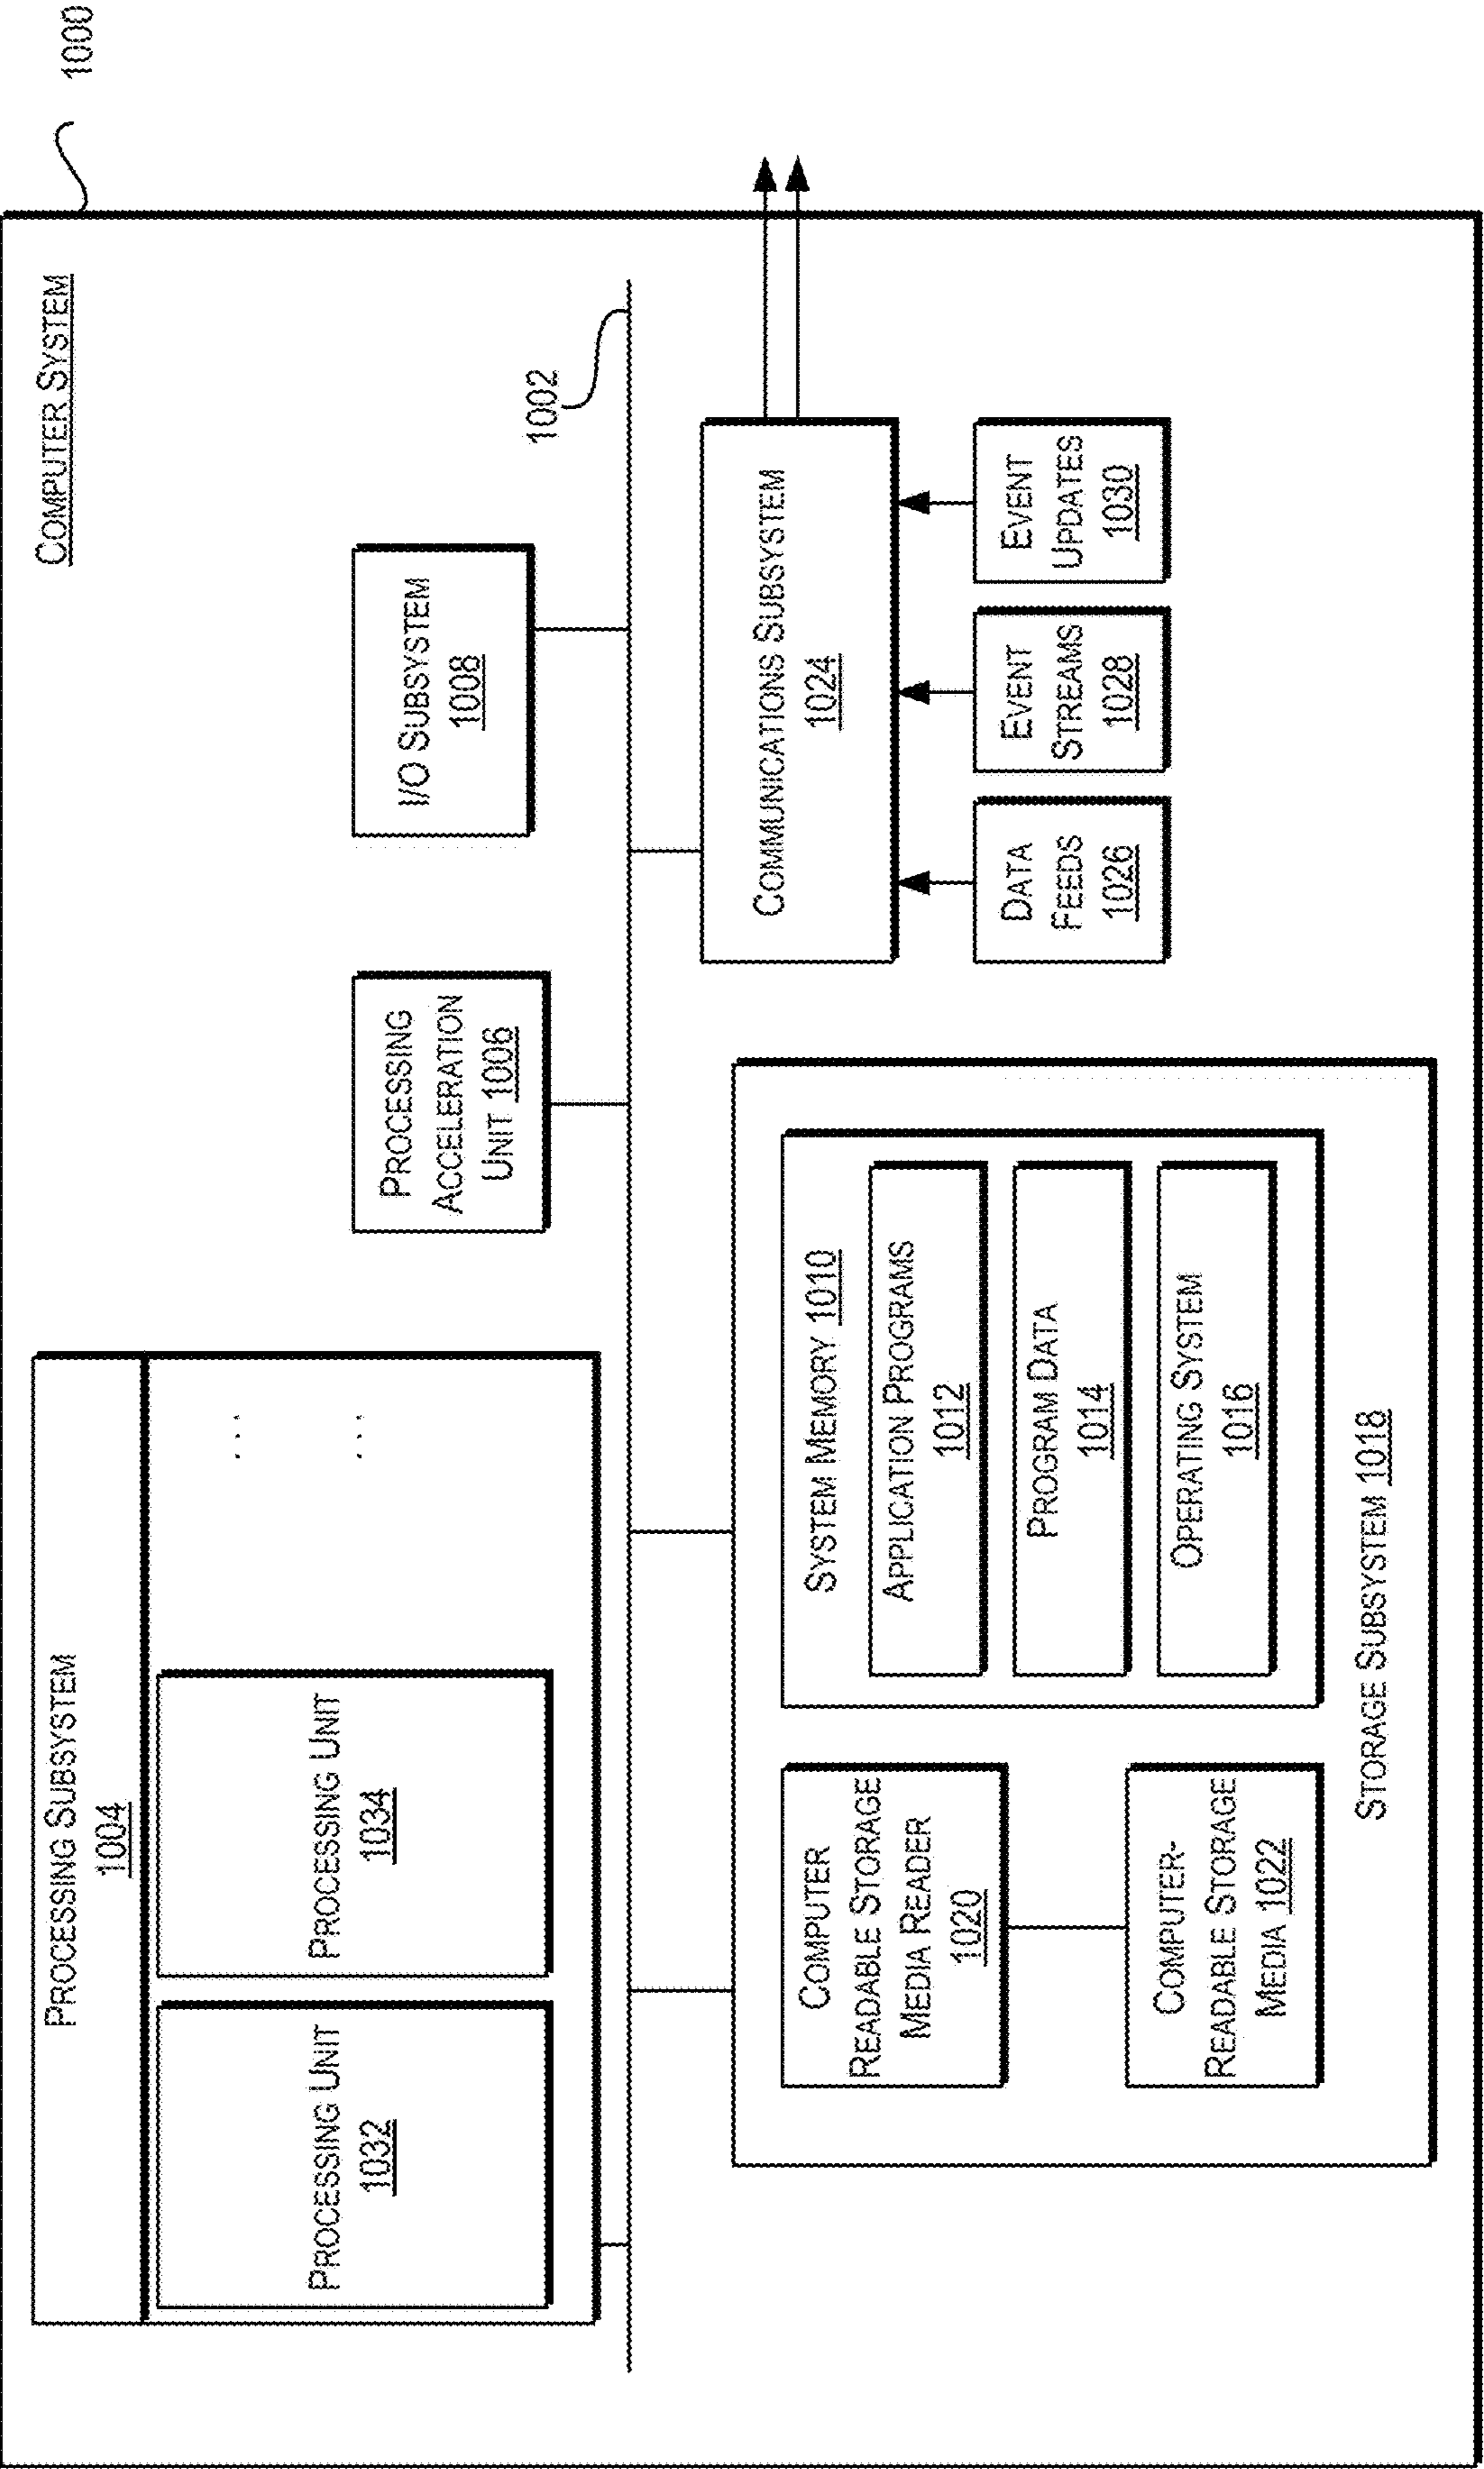 1000
COMPUTER SYSTEM
PROCESSING SUBSYSTEM
1004
PROCESSING UNIT
1032
PROCESSING UNIT
1034
...
...
PROCESSING
ACCELERATION
UNIT 1006
I/O SUBSYSTEM
1008
1002
COMPUTER
READABLE STORAGE
MEDIA READER
1020
COMPUTER-
READABLE STORAGE
MEDIA 1022
SYSTEM MEMORY 1010
APPLICATION PROGRAMS
1012
PROGRAM DATA
1014
OPERATING SYSTEM
1016
STORAGE SUBSYSTEM 1018
COMMUNICATIONS SUBSYSTEM
1024
DATA
FEEDS
1026
EVENT
STREAMS
1028
EVENT
UPDATES
1030